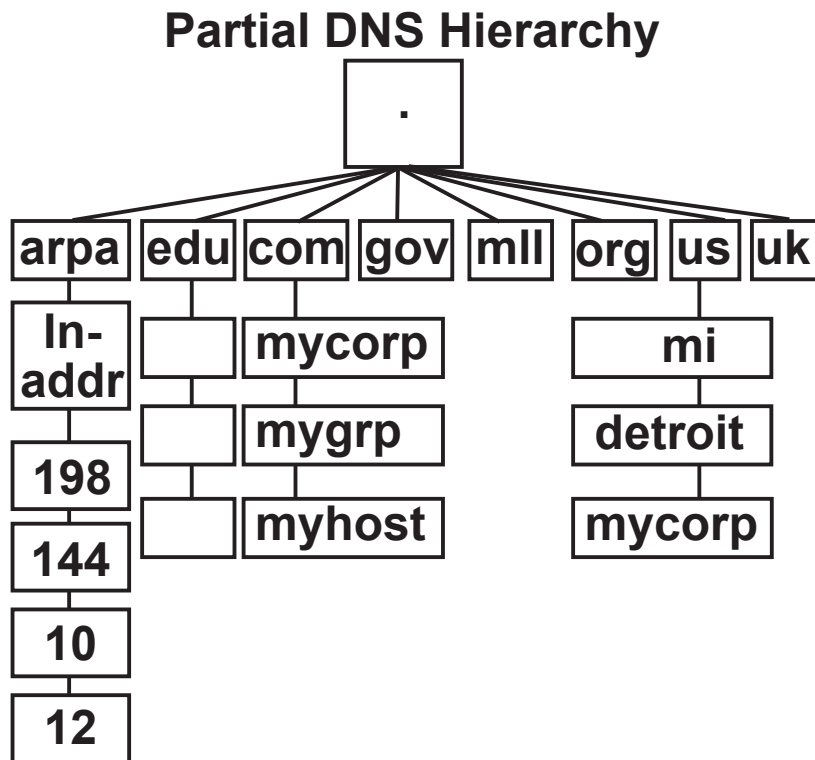 Partial DNS Hierarchy
.
arpa edu com gov mll org us uk
In-
addr
mycorp
mi
mygrp
detroit
198
myhost
mycorp
144
10
12